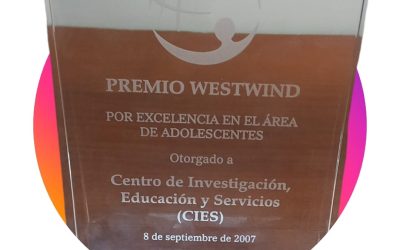 PREMIO WESTWIND
POR EXCELENCIA EN EL ÁREA
DE ADOLESCENTES
Otorgado a
Centro de Investigación,
Educación y Servicios
(CIES)
8 de septiembre de 2007